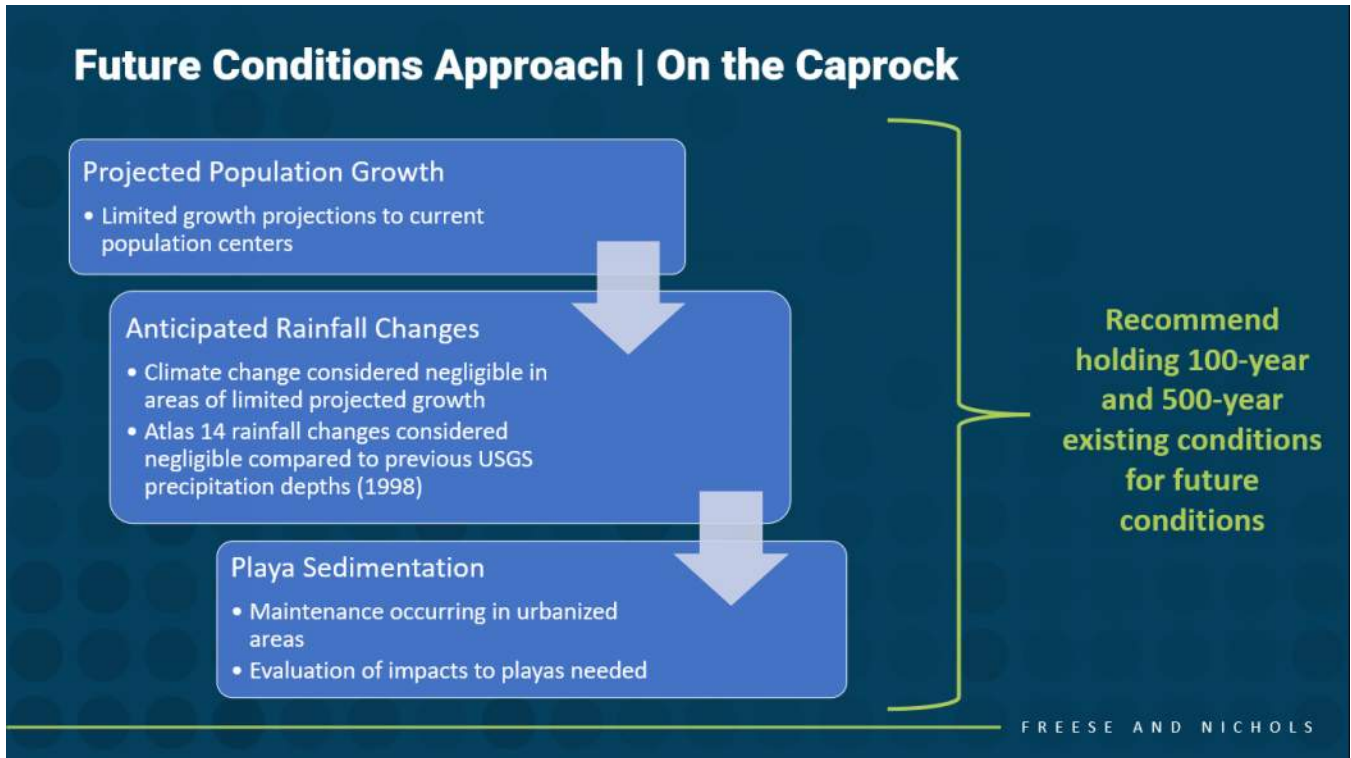 Future Conditions Approach | On the Caprock
Projected Population Growth
• Limited growth projections to current
population centers
Anticipated Rainfall Changes
• Climate change considered negligible in
areas of limited projected growth
• Atlas 14 rainfall changes considered
negligible compared to previous USGS
precipitation depths (1998)
Playa Sedimentation
• Maintenance occurring in urbanized
areas
• Evaluation of impacts to playas needed
Recommend
holding 100-year
and 500-year
existing conditions
for future
conditions
FREESE AND NICHOLS